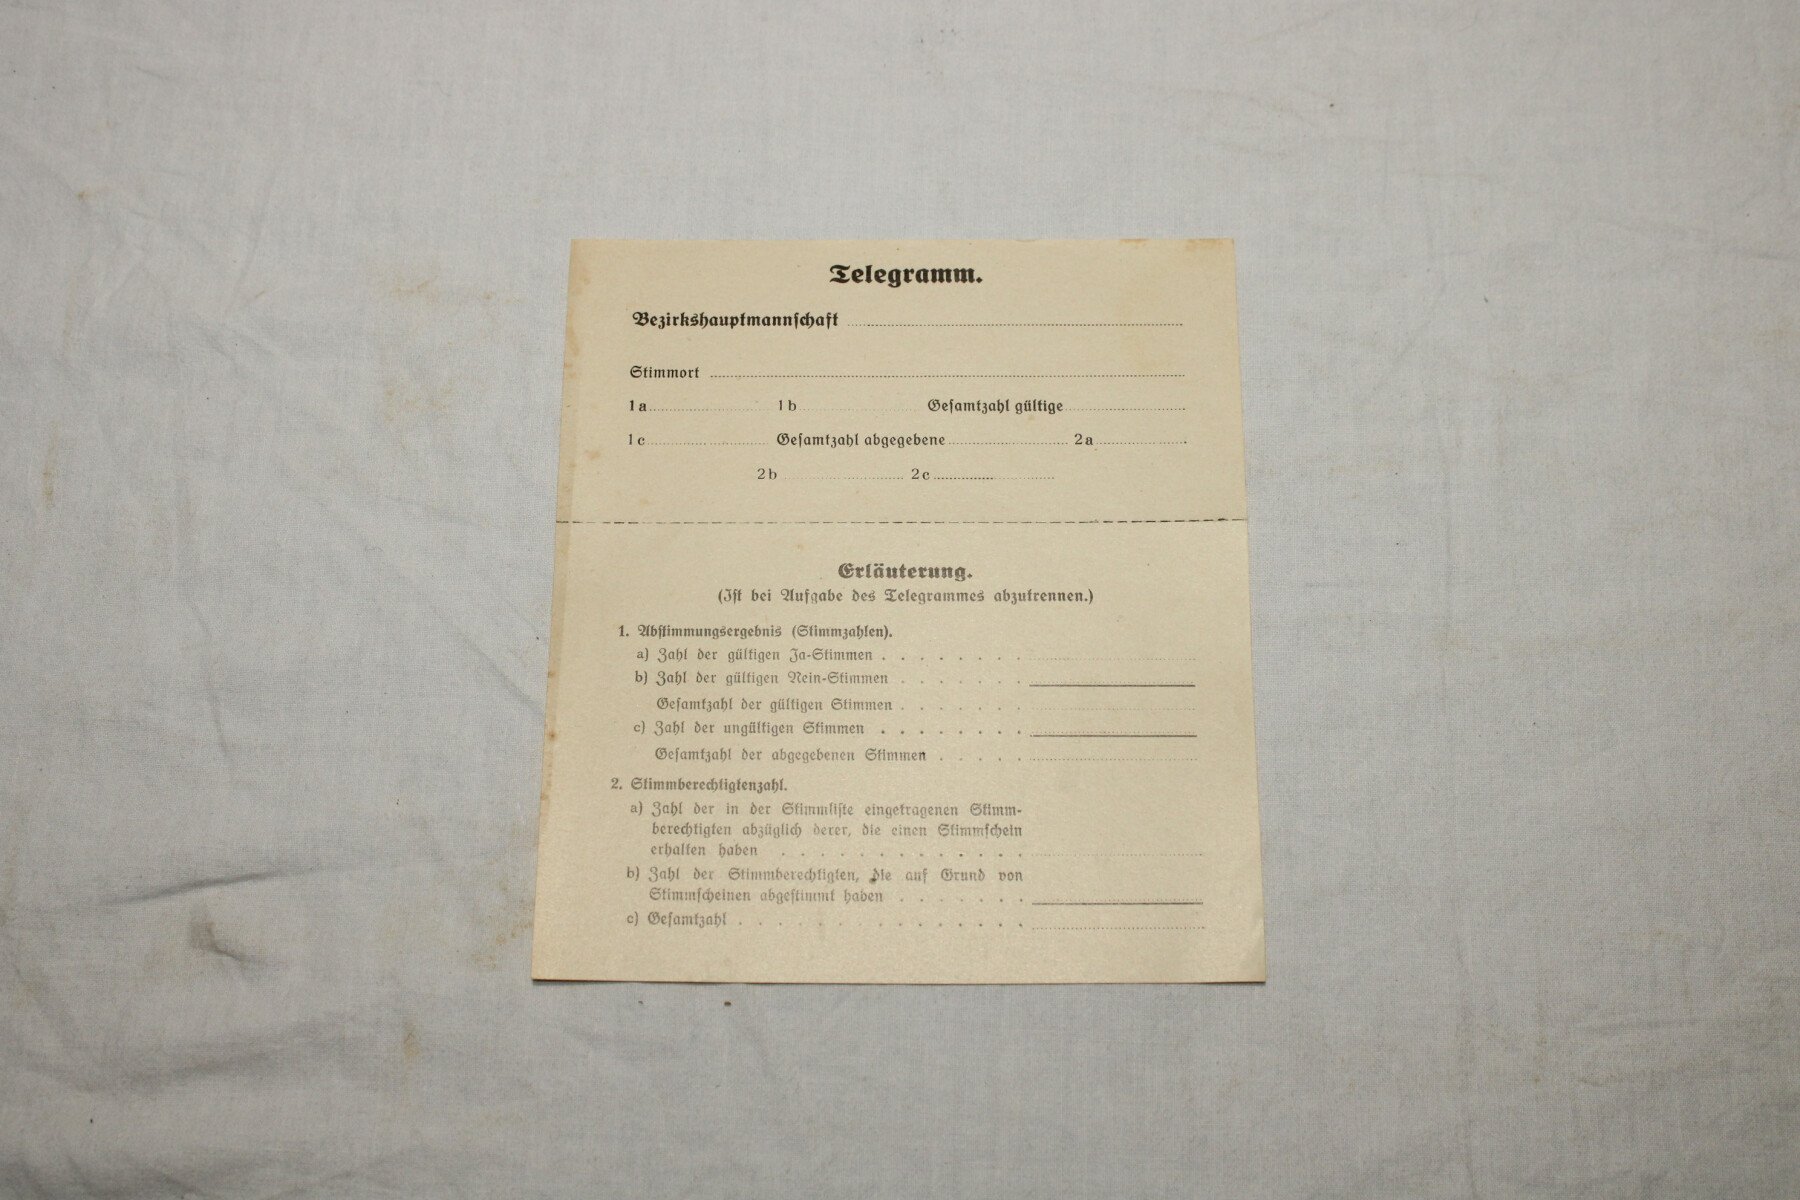 Telegramm.
Bezirkshauptmannschaft
Stimmort
1a 1b Gesamtzahl gültige
1c Gesamtzahl abgegebene 2a
2b 2c
Erläuterung.
(Ist bei Aufgabe des Telegrammes abzutrennen.)
1. Abstimmungsergebnis (Stimmzahlen).
a) Zahl der gültigen Ja-Stimmen
b) Zahl der gültigen Nein-Stimmen
Gesamtzahl der gültigen Stimmen
c) Zahl der ungültigen Stimmen
Gesamtzahl der abgegebenen Stimmen
2. Stimmberechtigtenzahl.
a) Zahl der in der Stimmliste eingetragenen Stimm-
berechtigten abzüglich derer, die einen Stimmschein
erhalten haben
b) Zahl der Stimmberechtigten, die auf Grund von
Stimmscheinen abgestimmt haben
c) Gesamtzahl